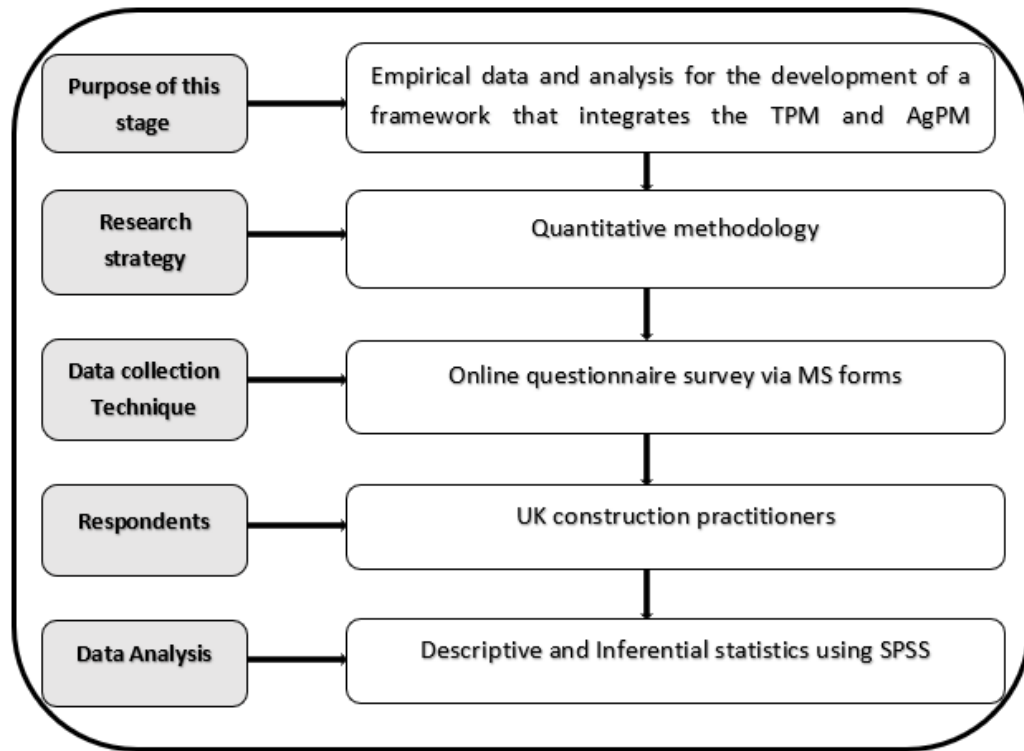 Purpose of this
stage
Empirical data and analysis for the development of a
framework that integrates the TPM and AgPM
Research
strategy
Quantitative methodology
Data collection
Technique
Online questionnaire survey via MS forms
Respondents
UK construction practitioners
Data Analysis
Descriptive and Inferential statistics using SPSS